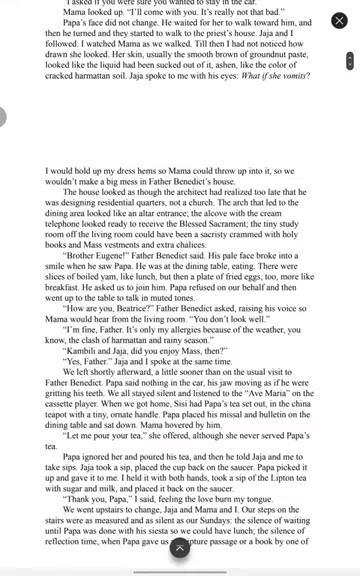 "I asked if you were sure you wanted to stay in the car."
Mama looked up. "I'll come with you. It's really not that bad."
Papa's face did not change. He waited for her to walk toward him, and
then he turned and they started to walk to the priest's house. Jaja and I
followed. I watched Mama as we walked. Till then I had not noticed how
drawn she looked. Her skin, usually the smooth brown of groundnut paste,
looked like the liquid had been sucked out of it, ashen, like the color of
cracked harmattan soil. Jaja spoke to me with his eyes: What if she vomits?
I would hold up my dress hems so Mama could throw up into it, so we
wouldn't make a big mess in Father Benedict's house.
The house looked as though the architect had realized too late that he
was designing residential quarters, not a church. The arch that led to the
dining area looked like an altar entrance; the alcove with the cream
telephone looked ready to receive the Blessed Sacrament; the tiny study
room off the living room could have been a sacristy crammed with holy
books and Mass vestments and extra chalices.
"Brother Eugene!" Father Benedict said. His pale face broke into a
smile when he saw Papa. He was at the dining table, eating. There were
slices of boiled yam, like lunch, but then a plate of fried eggs, too, more like
breakfast. He asked us to join him. Papa refused on our behalf and then
went up to the table to talk in muted tones.
"How are you, Beatrice?" Father Benedict asked, raising his voice so
Mama would hear from the living room. "You don't look well."
"I'm fine, Father. It's only my allergies because of the weather, you
know, the clash of harmattan and rainy season."
"Kambili and Jaja, did you enjoy Mass, then?"
"Yes, Father." Jaja and I spoke at the same time.
We left shortly afterward, a little sooner than on the usual visit to
Father Benedict. Papa said nothing in the car, his jaw moving as if he were
gritting his teeth. We all stayed silent and listened to the "Ave Maria" on the
cassette player. When we got home, Sisi had Papa's tea set out, in the china
teapot with a tiny, ornate handle. Papa placed his missal and bulletin on the
dining table and sat down. Mama hovered by him.
"Let me pour your tea," she offered, although she never served Papa's
tea.
Papa ignored her and poured his tea, and then he told Jaja and me to
take sips. Jaja took a sip, placed the cup back on the saucer. Papa picked it
up and gave it to me. I held it with both hands, took a sip of the Lipton tea
with sugar and milk, and placed it back on the saucer.
"Thank you, Papa," I said, feeling the love burn my tongue.
We went upstairs to change, Jaja and Mama and I. Our steps on the
stairs were as measured and as silent as our Sundays: the silence of waiting
until Papa was done with his siesta so we could have lunch; the silence of
reflection time, when Papa gave us scripture passage or a book by one of